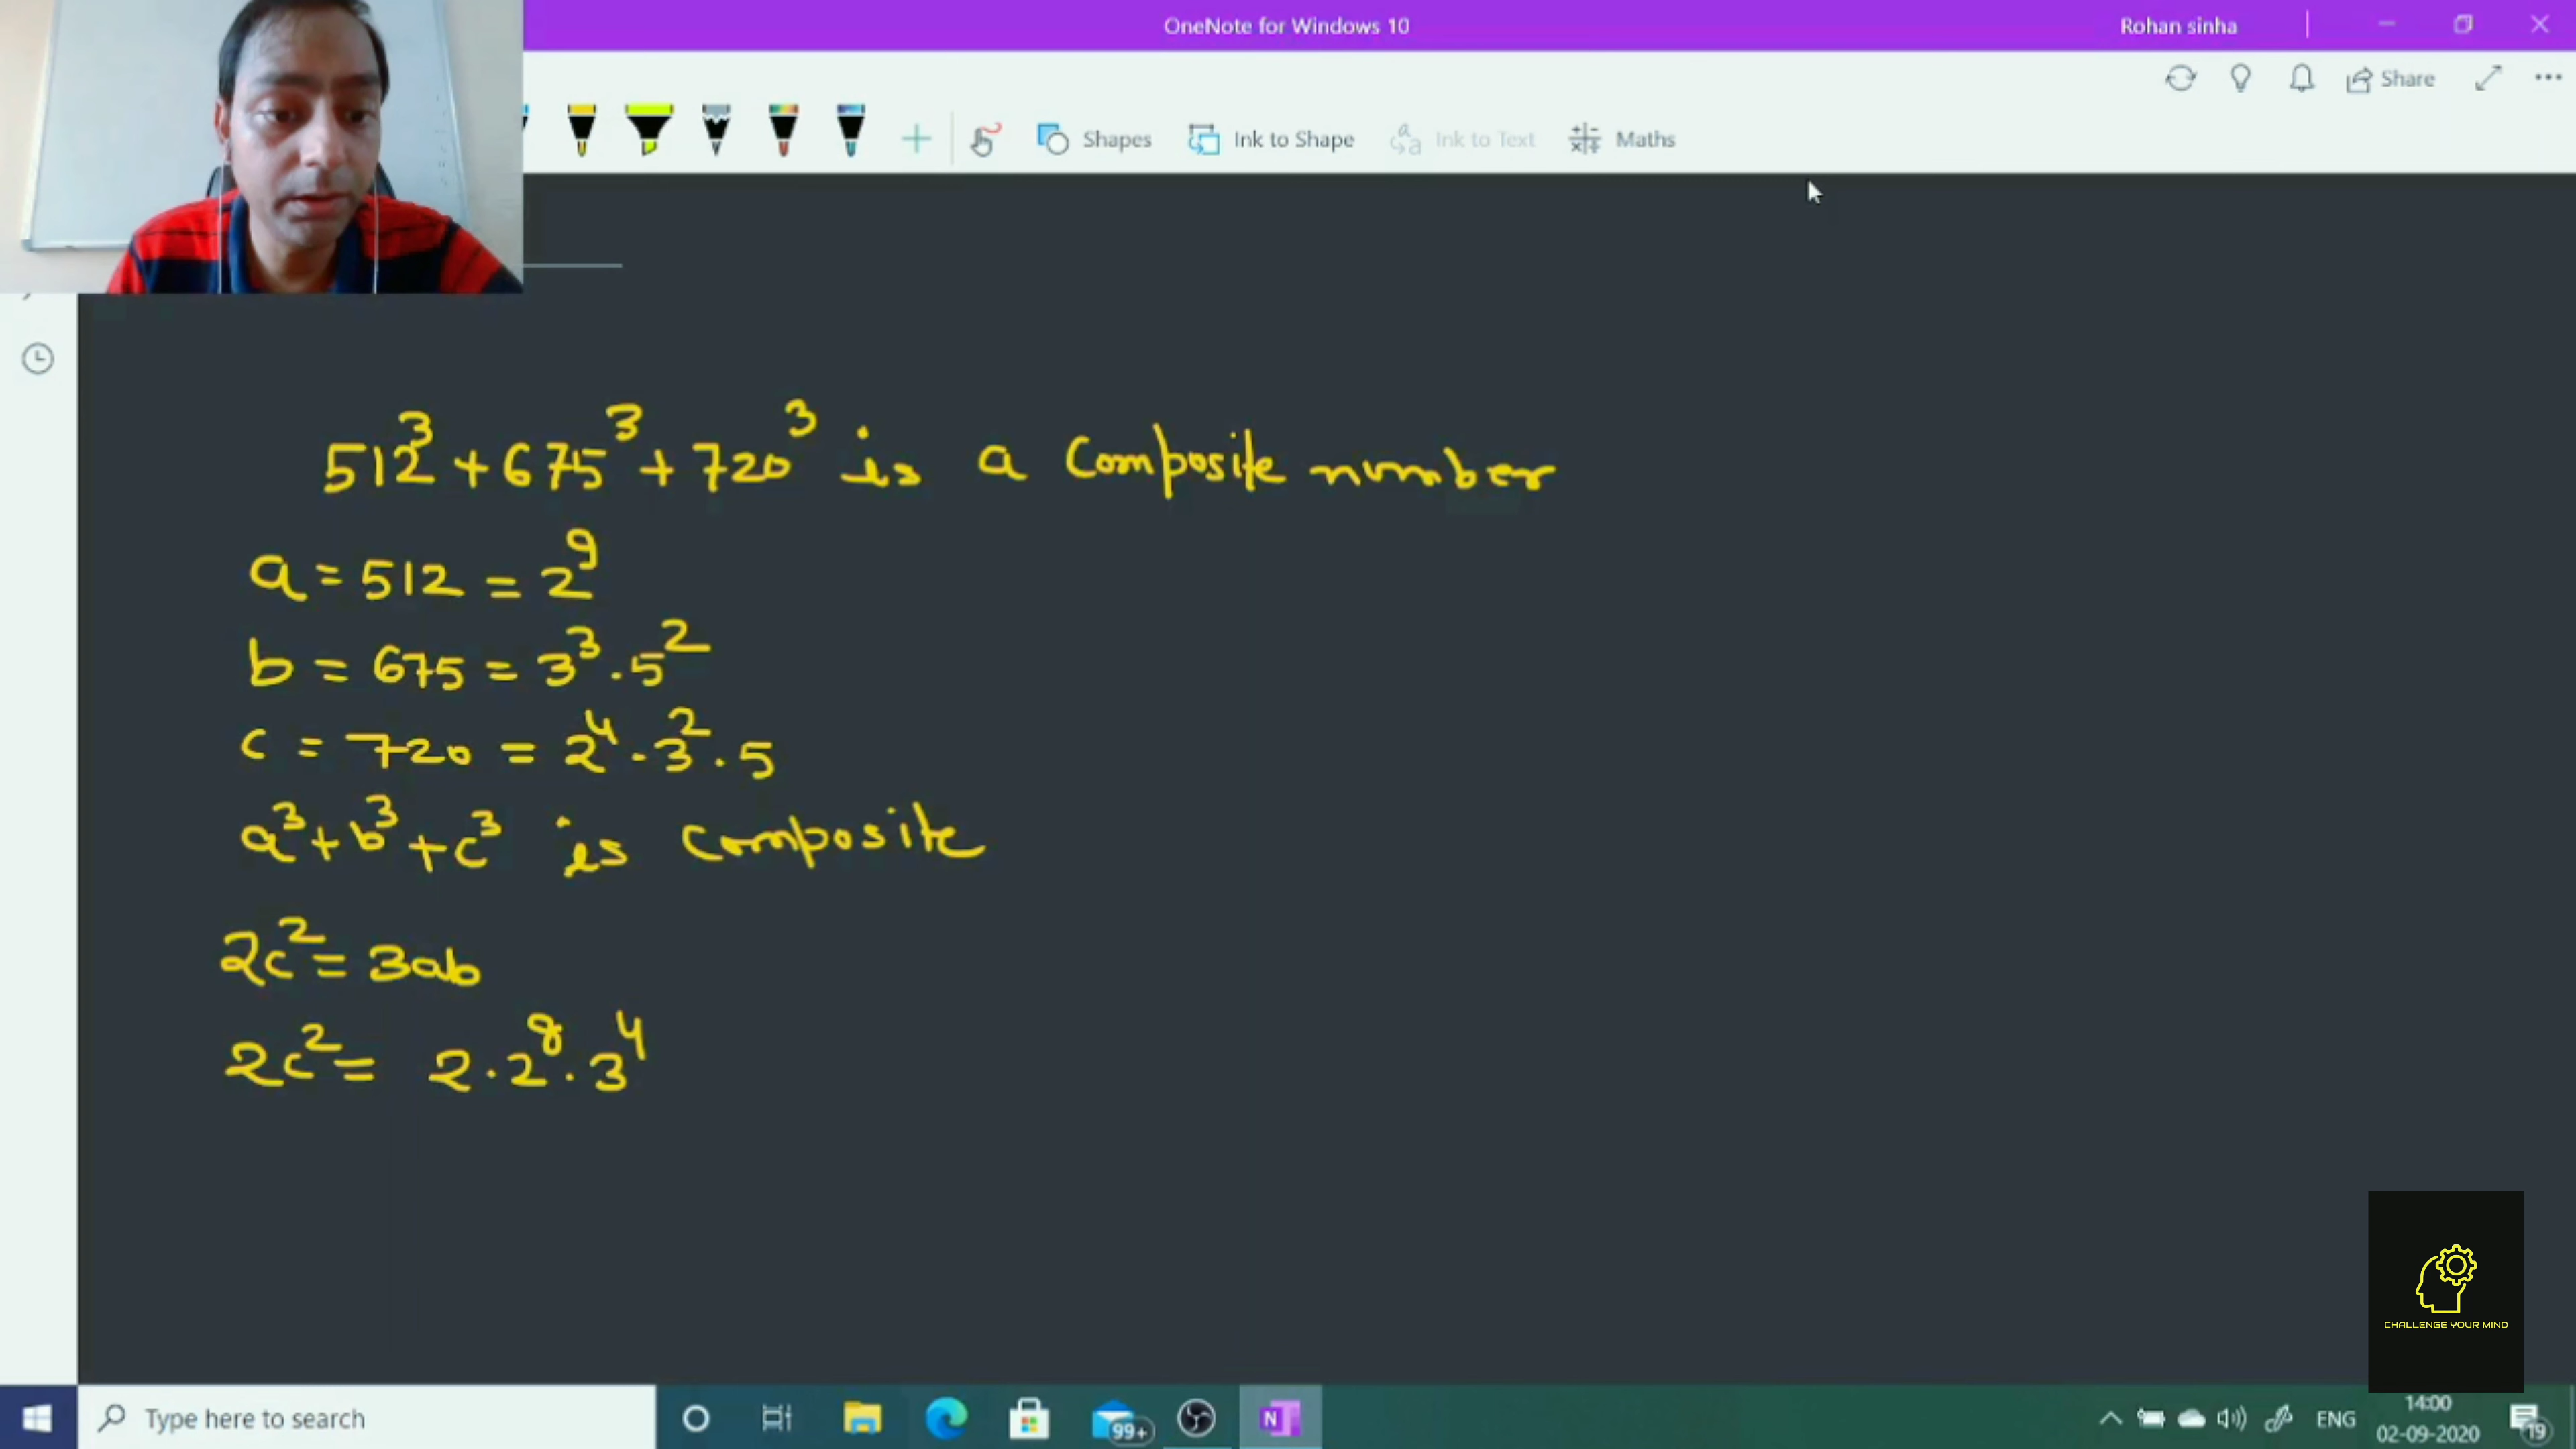 OneNote for Windows 10
Rohan sinha
Share
Shapes
Ink to Shape
Ink to Text
Maths
512³ + 675³ + 720³ is a composite number
a = 512 = 2⁹
b = 675 = 3³ . 5²
c = 720 = 2⁴ . 3² . 5
a³ + b³ + c³ is composite
2c² = 3ab
2c² = 2 . 2⁸ . 3⁴
CHALLENGE YOUR MIND
Type here to search
99+
ENG
14:00
02-09-2020
19